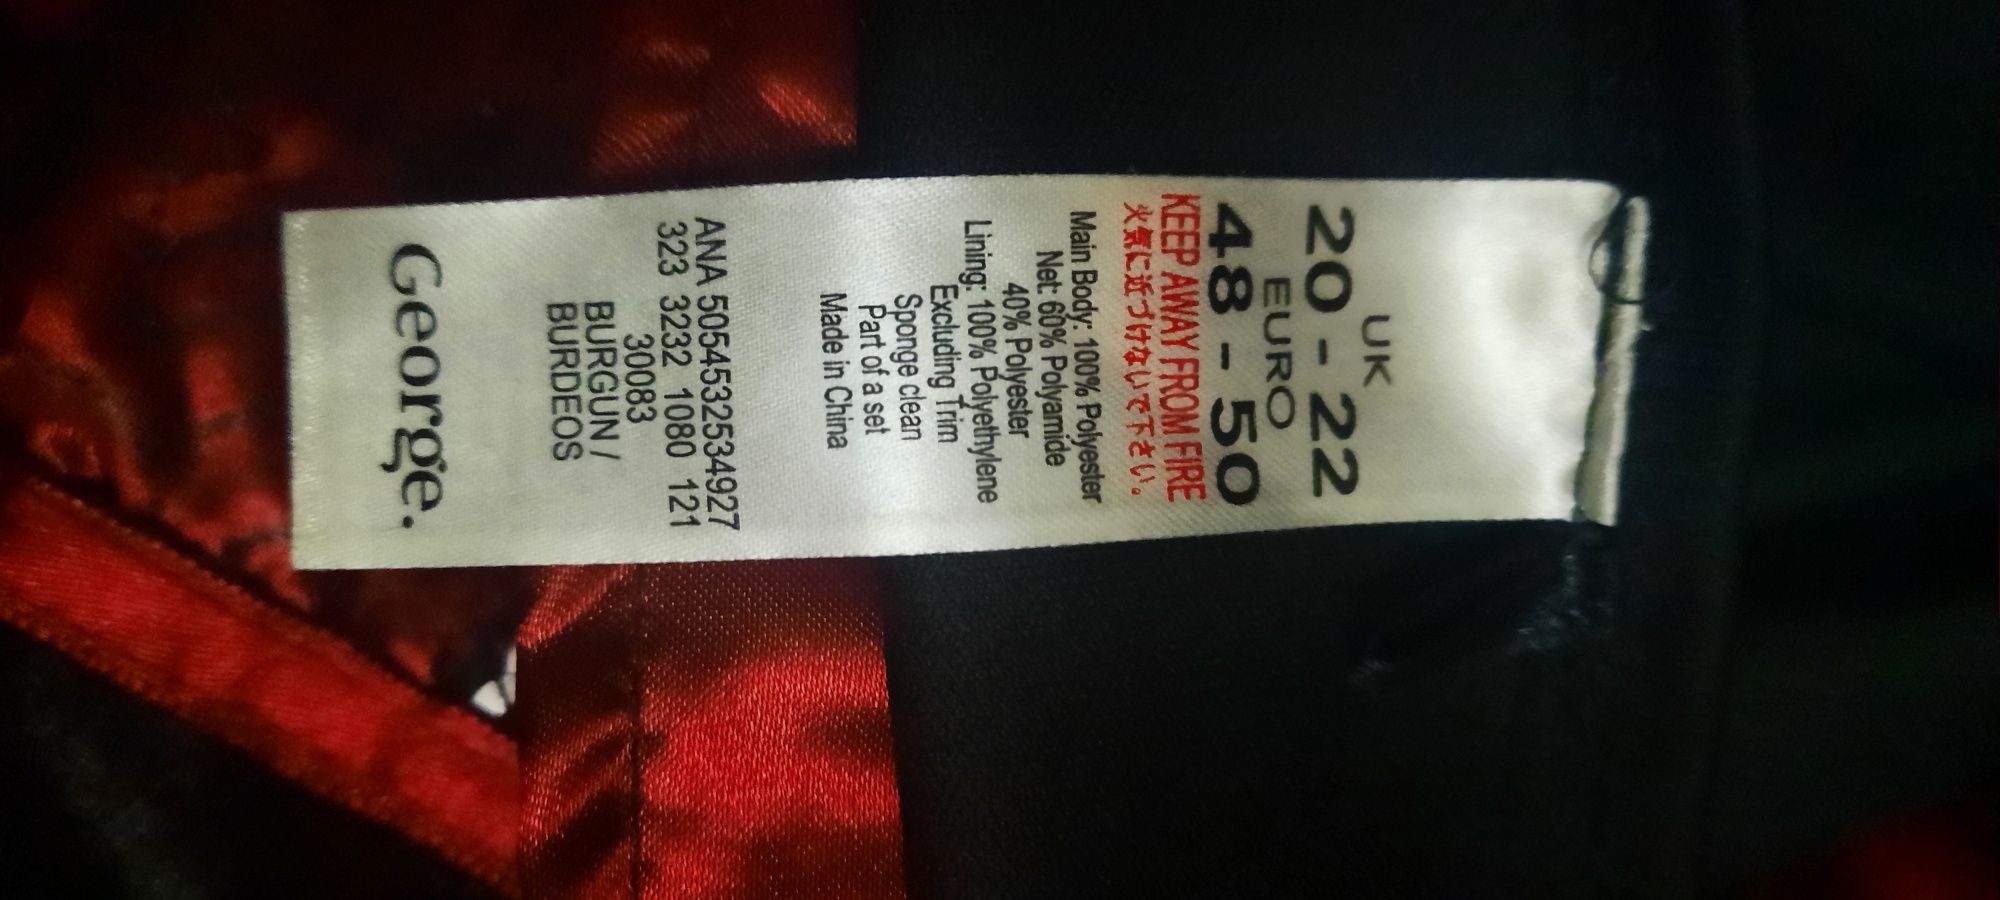 UK
20 - 22
EURO
48 - 50
KEEP AWAY FROM FIRE
火気に近づけないで下さい。
Main Body: 100% Polyester
Net: 60% Polyamide
40% Polyester
Lining: 100% Polyethylene
Excluding Trim
Sponge clean
Part of a set
Made in China
ANA 5054532534927
323 3232 1080 121
30083
BURGUN /
BURDEOS
George.